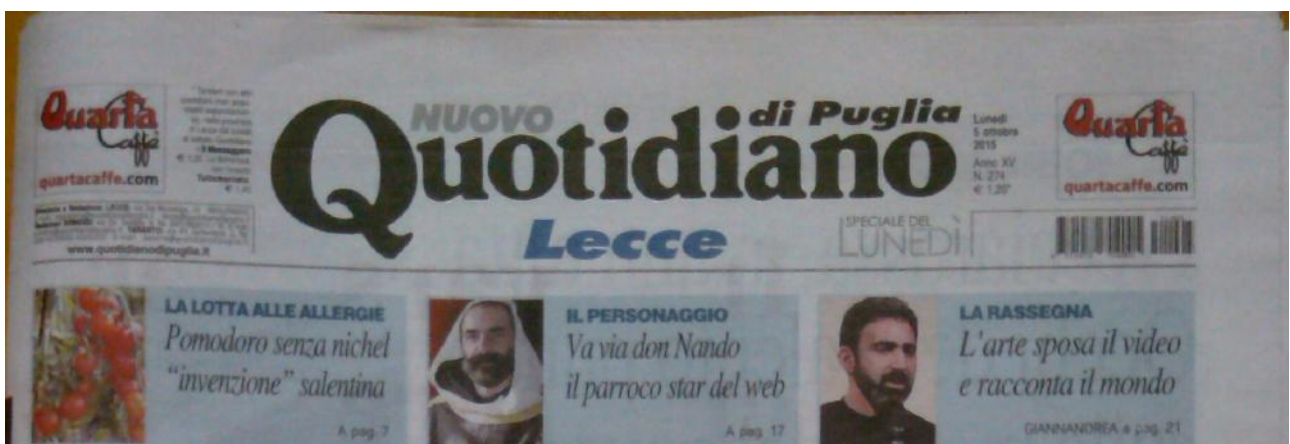 Quarta
Caffè
quartacaffe.com
il Messaggero
Tuttomercato
www.quotidianodipuglia.it
NUOVO
Quotidiano
di Puglia
Lecce
SPECIALE DEL
LUNEDÌ
Lunedì
5 ottobre
2015
Anno XV
N. 274
€ 1,20*
Quarta
Caffè
quartacaffe.com
LA LOTTA ALLE ALLERGIE
Pomodoro senza nichel
“invenzione” salentina
A pag. 7
IL PERSONAGGIO
Va via don Nando
il parroco star del web
A pag. 17
LA RASSEGNA
L'arte sposa il video
e racconta il mondo
GIANNANDREA a pag. 21